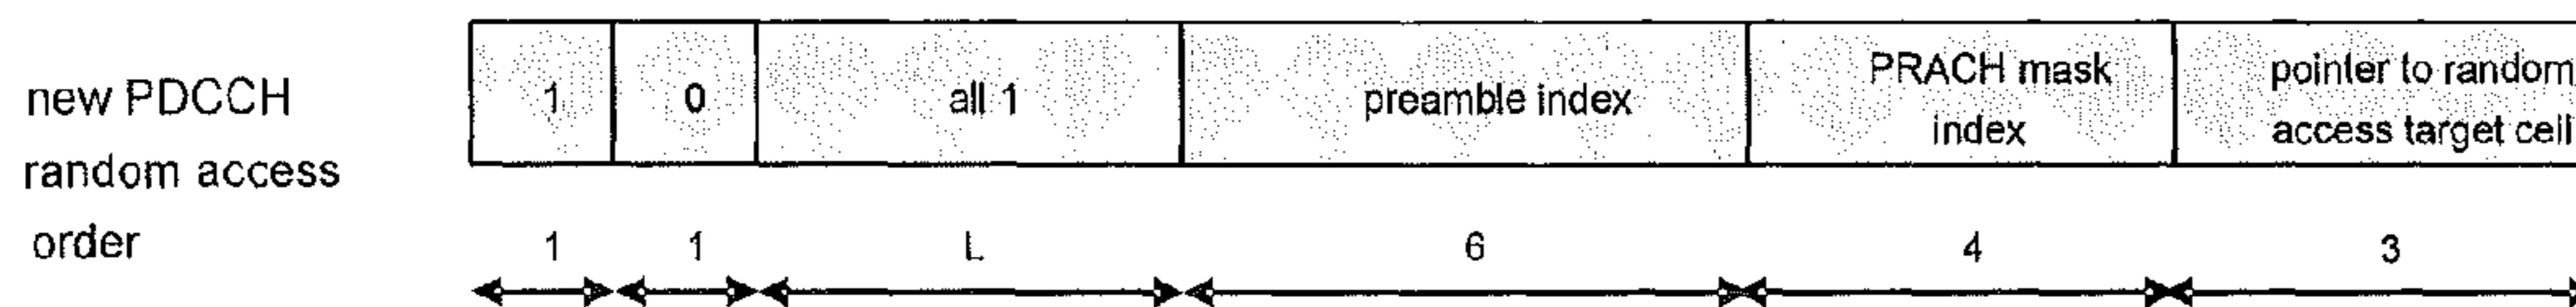 new PDCCH
random access
order
1
0
all 1
preamble index
PRACH mask
index
pointer to random
access target cell
1
1
L
6
4
3